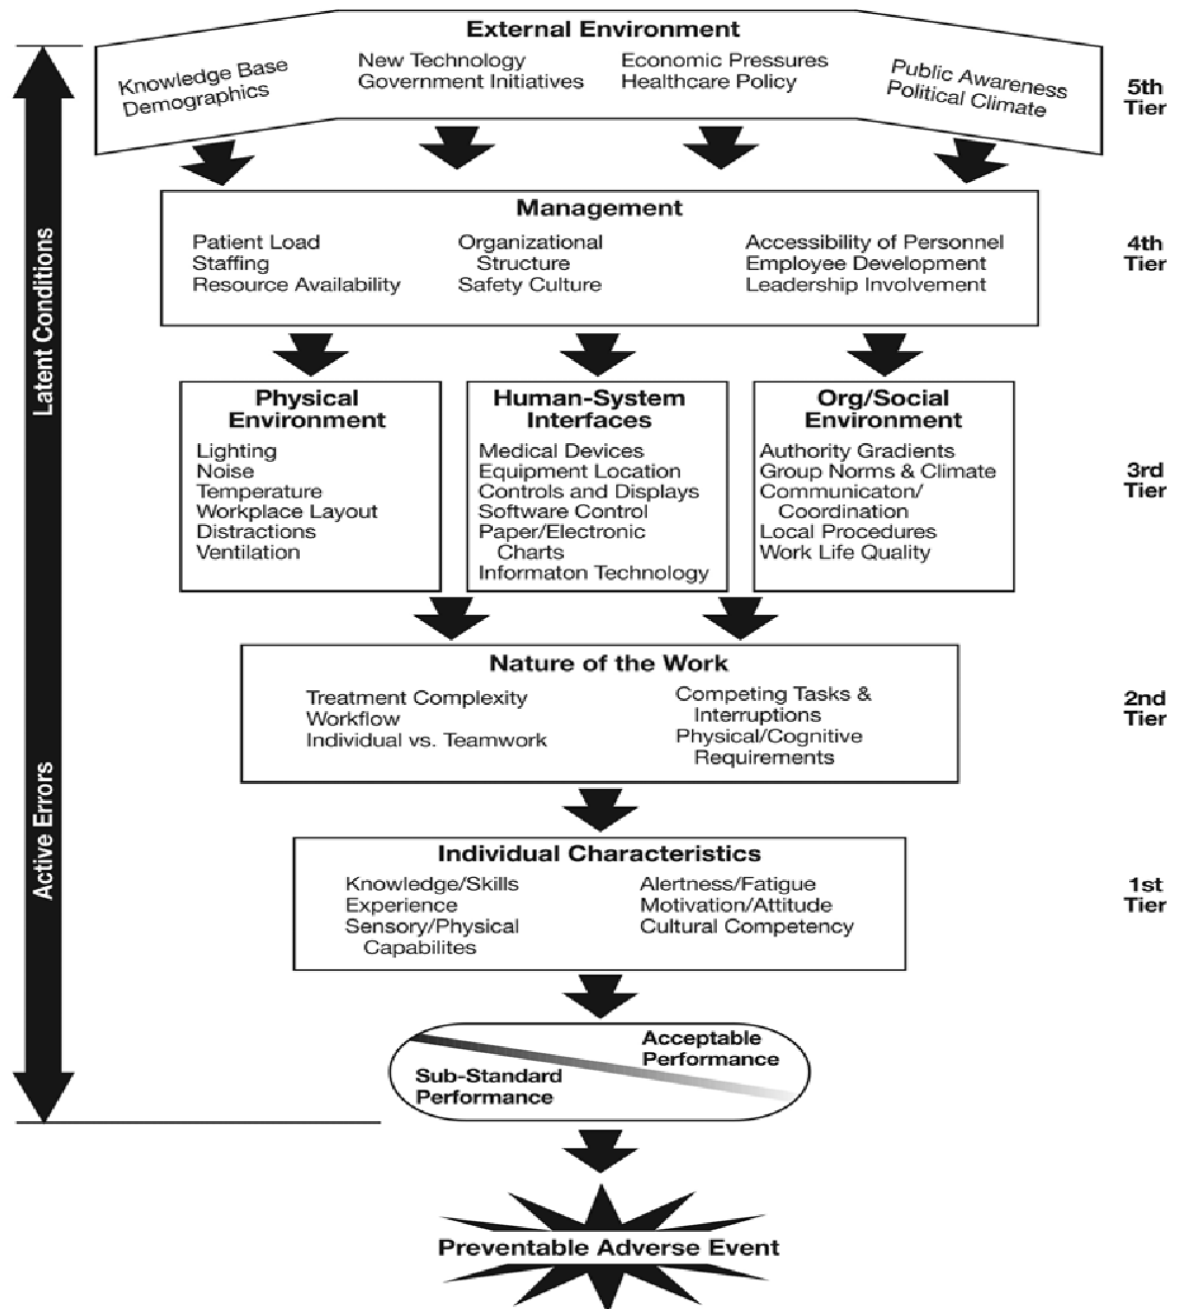 External Environment
Knowledge Base
Demographics
New Technology
Government Initiatives
Economic Pressures
Healthcare Policy
Public Awareness
Political Climate
5th
Tier
Management
Patient Load
Staffing
Resource Availability
Organizational
Structure
Safety Culture
Accessibility of Personnel
Employee Development
Leadership Involvement
4th
Tier
Latent Conditions
Physical
Environment
Lighting
Noise
Temperature
Workplace Layout
Distractions
Ventilation
Human-System
Interfaces
Medical Devices
Equipment Location
Controls and Displays
Software Control
Paper/Electronic
Charts
Informaton Technology
Org/Social
Environment
Authority Gradients
Group Norms & Climate
Communicaton/
Coordination
Local Procedures
Work Life Quality
3rd
Tier
Nature of the Work
Treatment Complexity
Workflow
Individual vs. Teamwork
Competing Tasks &
Interruptions
Physical/Cognitive
Requirements
2nd
Tier
Active Errors
Individual Characteristics
Knowledge/Skills
Experience
Sensory/Physical
Capabilites
Alertness/Fatigue
Motivation/Attitude
Cultural Competency
1st
Tier
Acceptable
Performance
Sub-Standard
Performance
Preventable Adverse Event